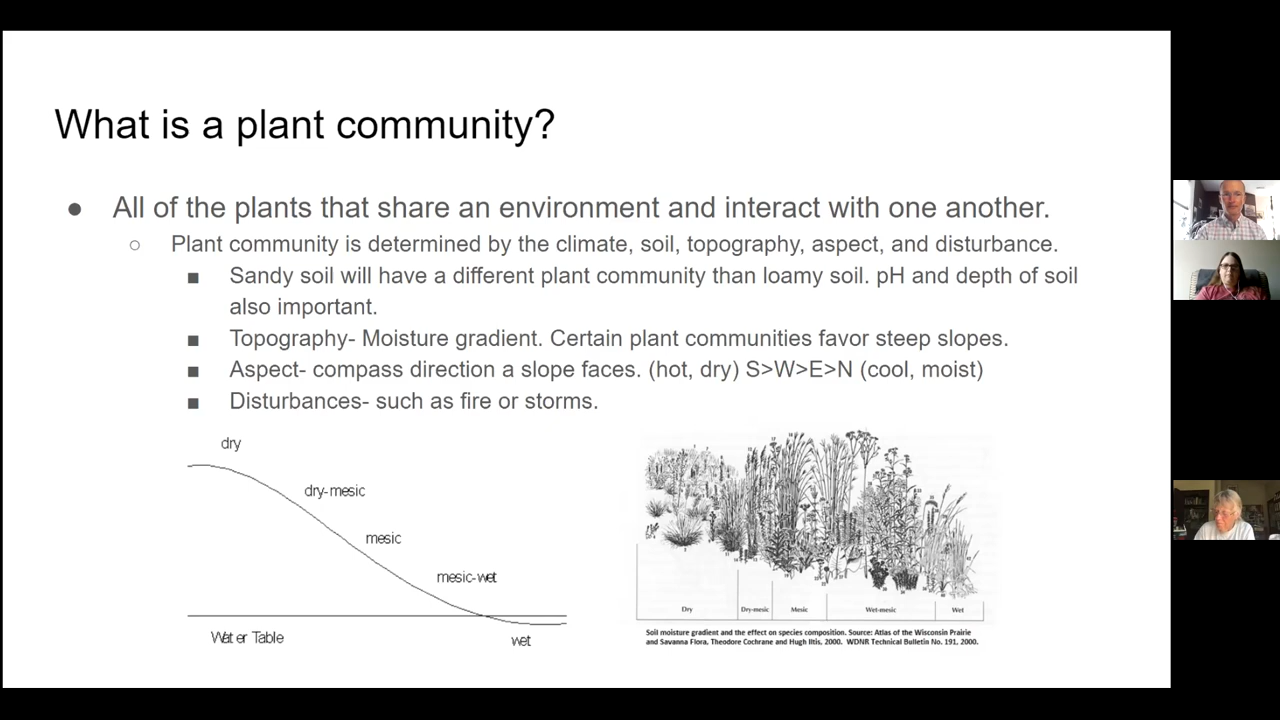 What is a plant community?
● All of the plants that share an environment and interact with one another.
○ Plant community is determined by the climate, soil, topography, aspect, and disturbance.
■ Sandy soil will have a different plant community than loamy soil. pH and depth of soil
also important.
■ Topography- Moisture gradient. Certain plant communities favor steep slopes.
■ Aspect- compass direction a slope faces. (hot, dry) S>W>E>N (cool, moist)
■ Disturbances- such as fire or storms.
dry
dry-mesic
mesic
mesic-wet
Water Table
wet
Dry
Dry-mesic
Mesic
Wet-mesic
Wet
Soil moisture gradient and the effect on species composition. Source: Atlas of the Wisconsin Prairie
and Savanna Flora, Theodore Cochrane and Hugh Iltis, 2000. WDNR Technical Bulletin No. 191, 2000.